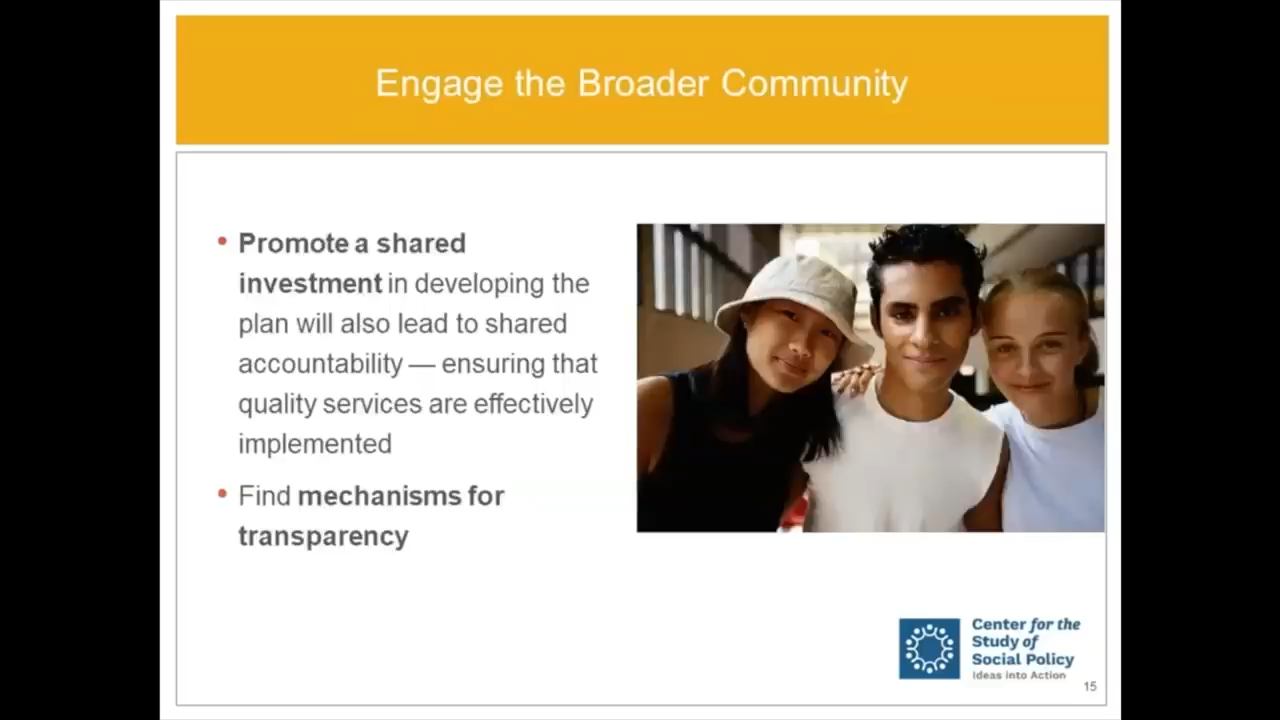 Engage the Broader Community
• Promote a shared
investment in developing the
plan will also lead to shared
accountability — ensuring that
quality services are effectively
implemented
• Find mechanisms for
transparency
Center for the
Study of
Social Policy
Ideas into Action
15